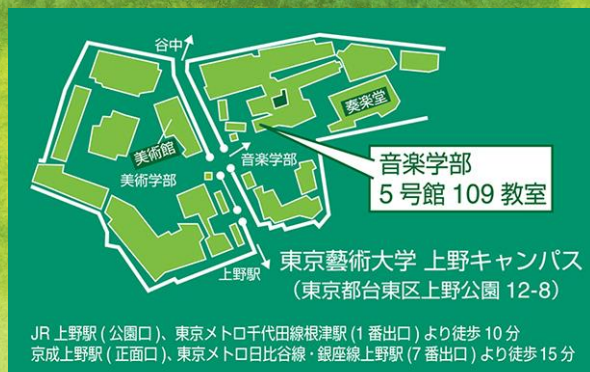 谷中
奏楽堂
美術館
美術学部
音楽学部
音楽学部
5 号館 109 教室
上野駅
東京藝術大学 上野キャンパス
（東京都台東区上野公園 12-8）
JR 上野駅 ( 公園口 )、東京メトロ千代田線根津駅 (1 番出口 ) より徒歩 10 分
京成上野駅 ( 正面口 )、東京メトロ日比谷線・銀座線上野駅 (7 番出口 ) より徒歩 15 分